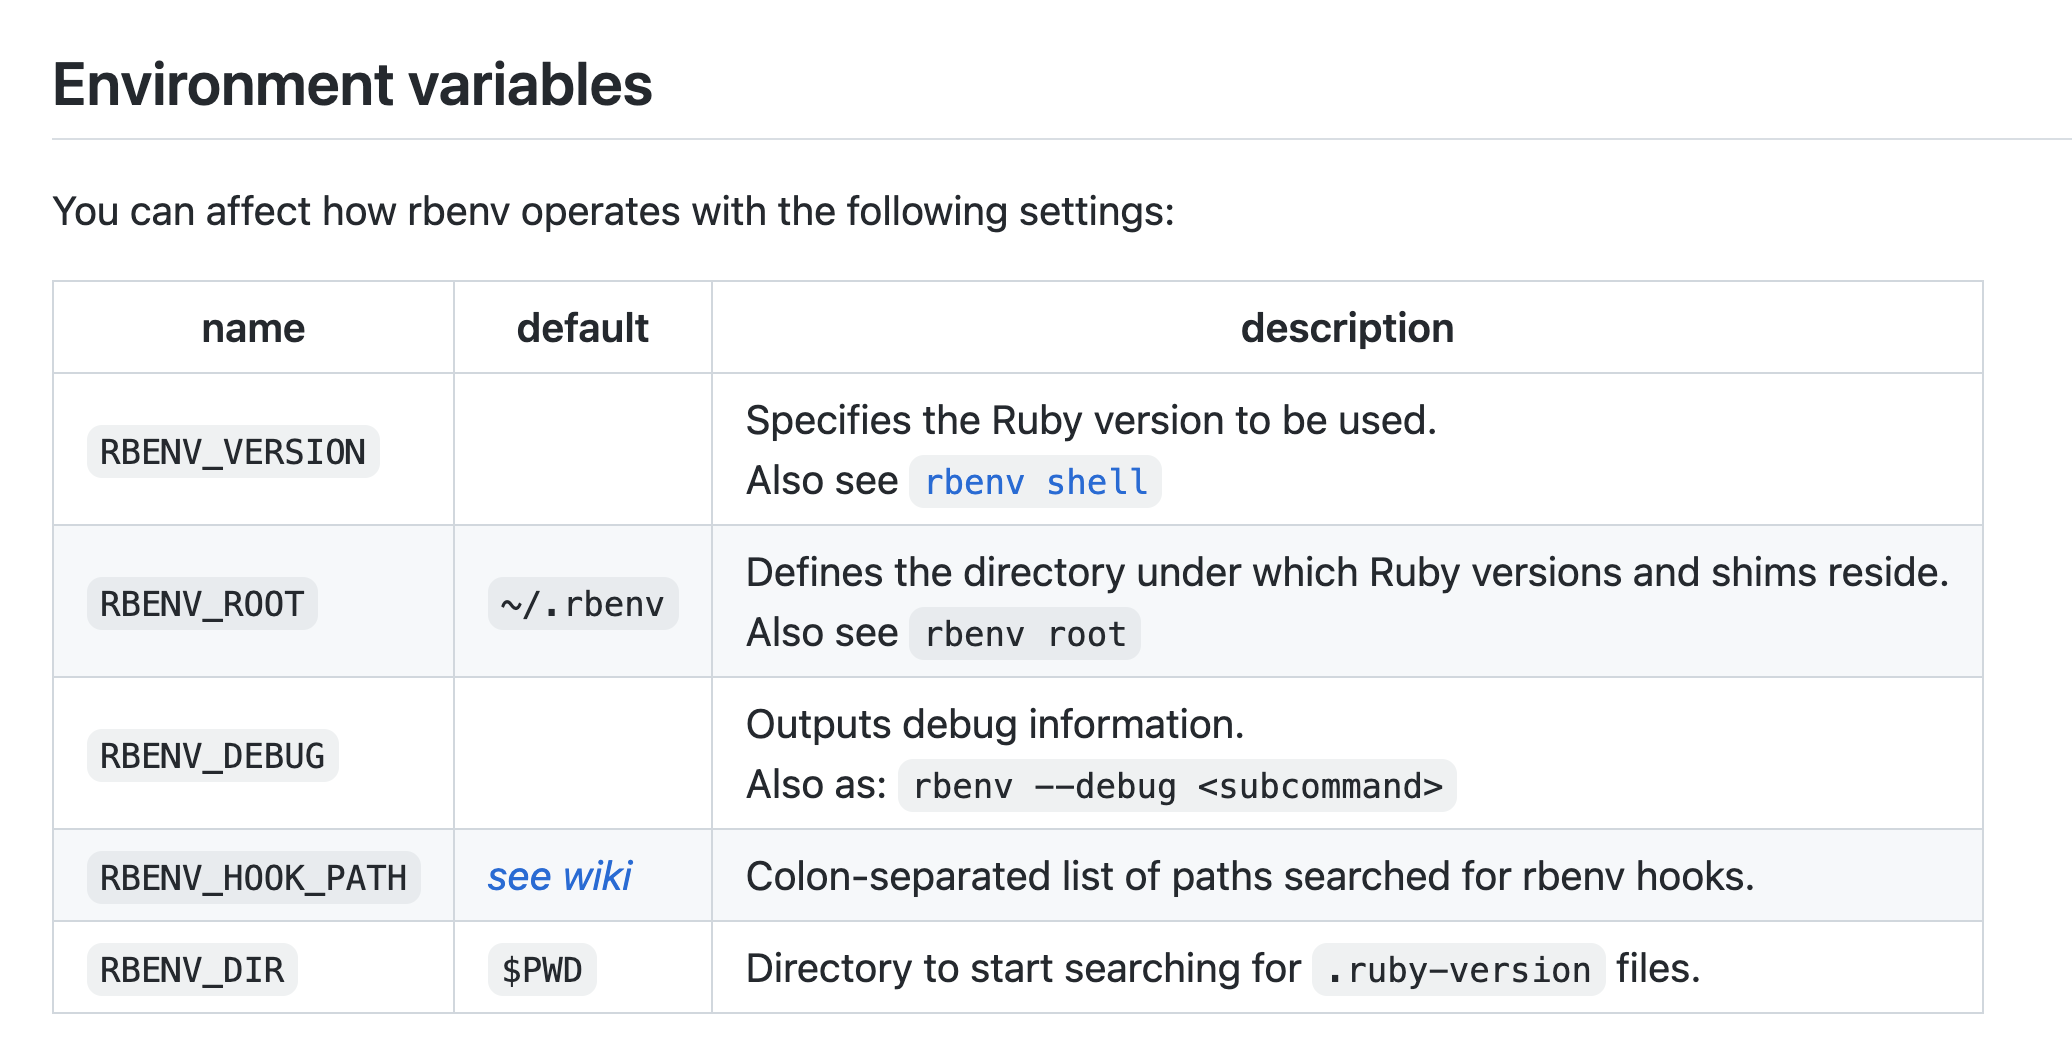 Environment variables
You can affect how rbenv operates with the following settings:
name default description
RBENV_VERSION
Specifies the Ruby version to be used.
Also see rbenv shell
RBENV_ROOT
~/.rbenv
Defines the directory under which Ruby versions and shims reside.
Also see rbenv root
RBENV_DEBUG
Outputs debug information.
Also as: rbenv --debug <subcommand>
RBENV_HOOK_PATH see wiki Colon-separated list of paths searched for rbenv hooks.
RBENV_DIR $PWD Directory to start searching for .ruby-version files.